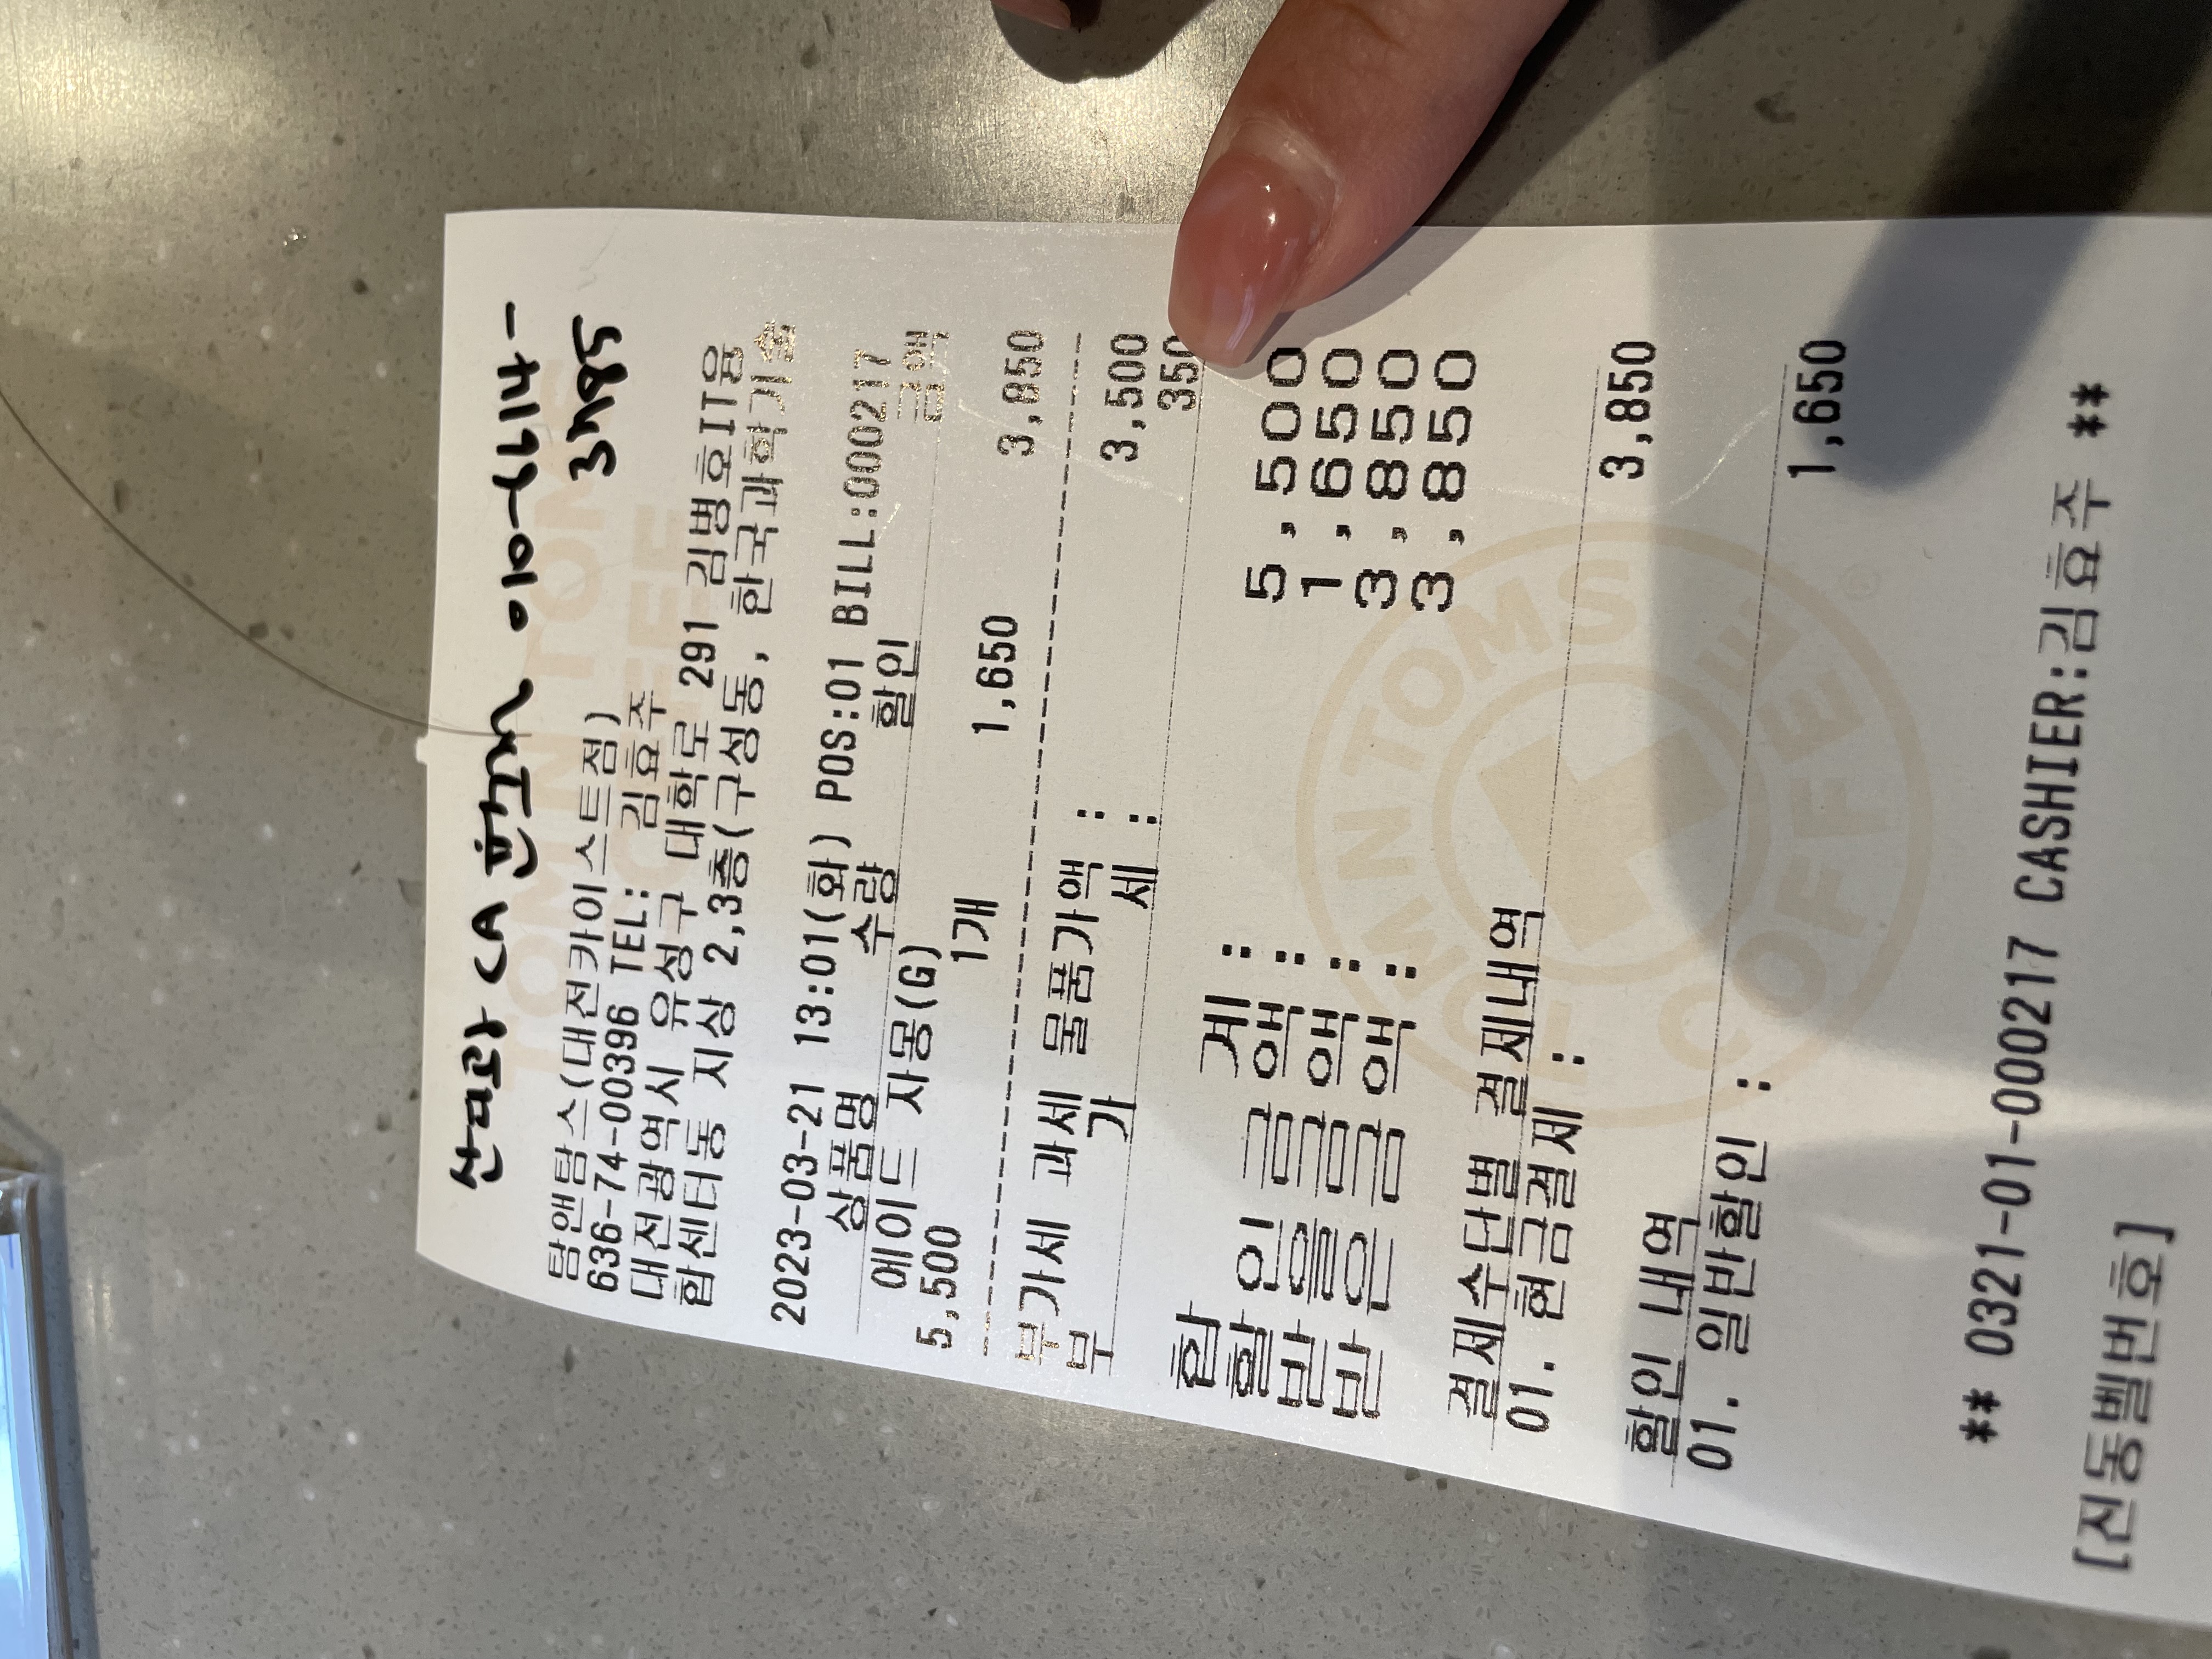 산디과 CA 윤소정 010-6614-
3785
탐앤탐스(대전카이스트점)
636-74-00396 TEL: 김효주
대전광역시 유성구 대학로 291 김병호IT융
합센터동 지상 2,3층(구성동, 한국과학기술
2023-03-21 13:01(화) POS:01 BILL:000217
상품명 수량 할인 금액
에이드 자몽(G)
5,500 1개 1,650 3,850
부가세 과세 물품가액 : 3,500
부 가 세 : 350
합 계 : 5,500
할인금액 : 1,650
받을금액 : 3,850
받은금액 : 3,850
결제수단별 결제내역
01. 현금결제 : 3,850
할인 내역
01. 일반할인 : 1,650
** 0321-01-000217 CASHIER:김효주 **
[진동벨번호]
TOM N TOMS COFFEE
TOM N TOMS COFFEE